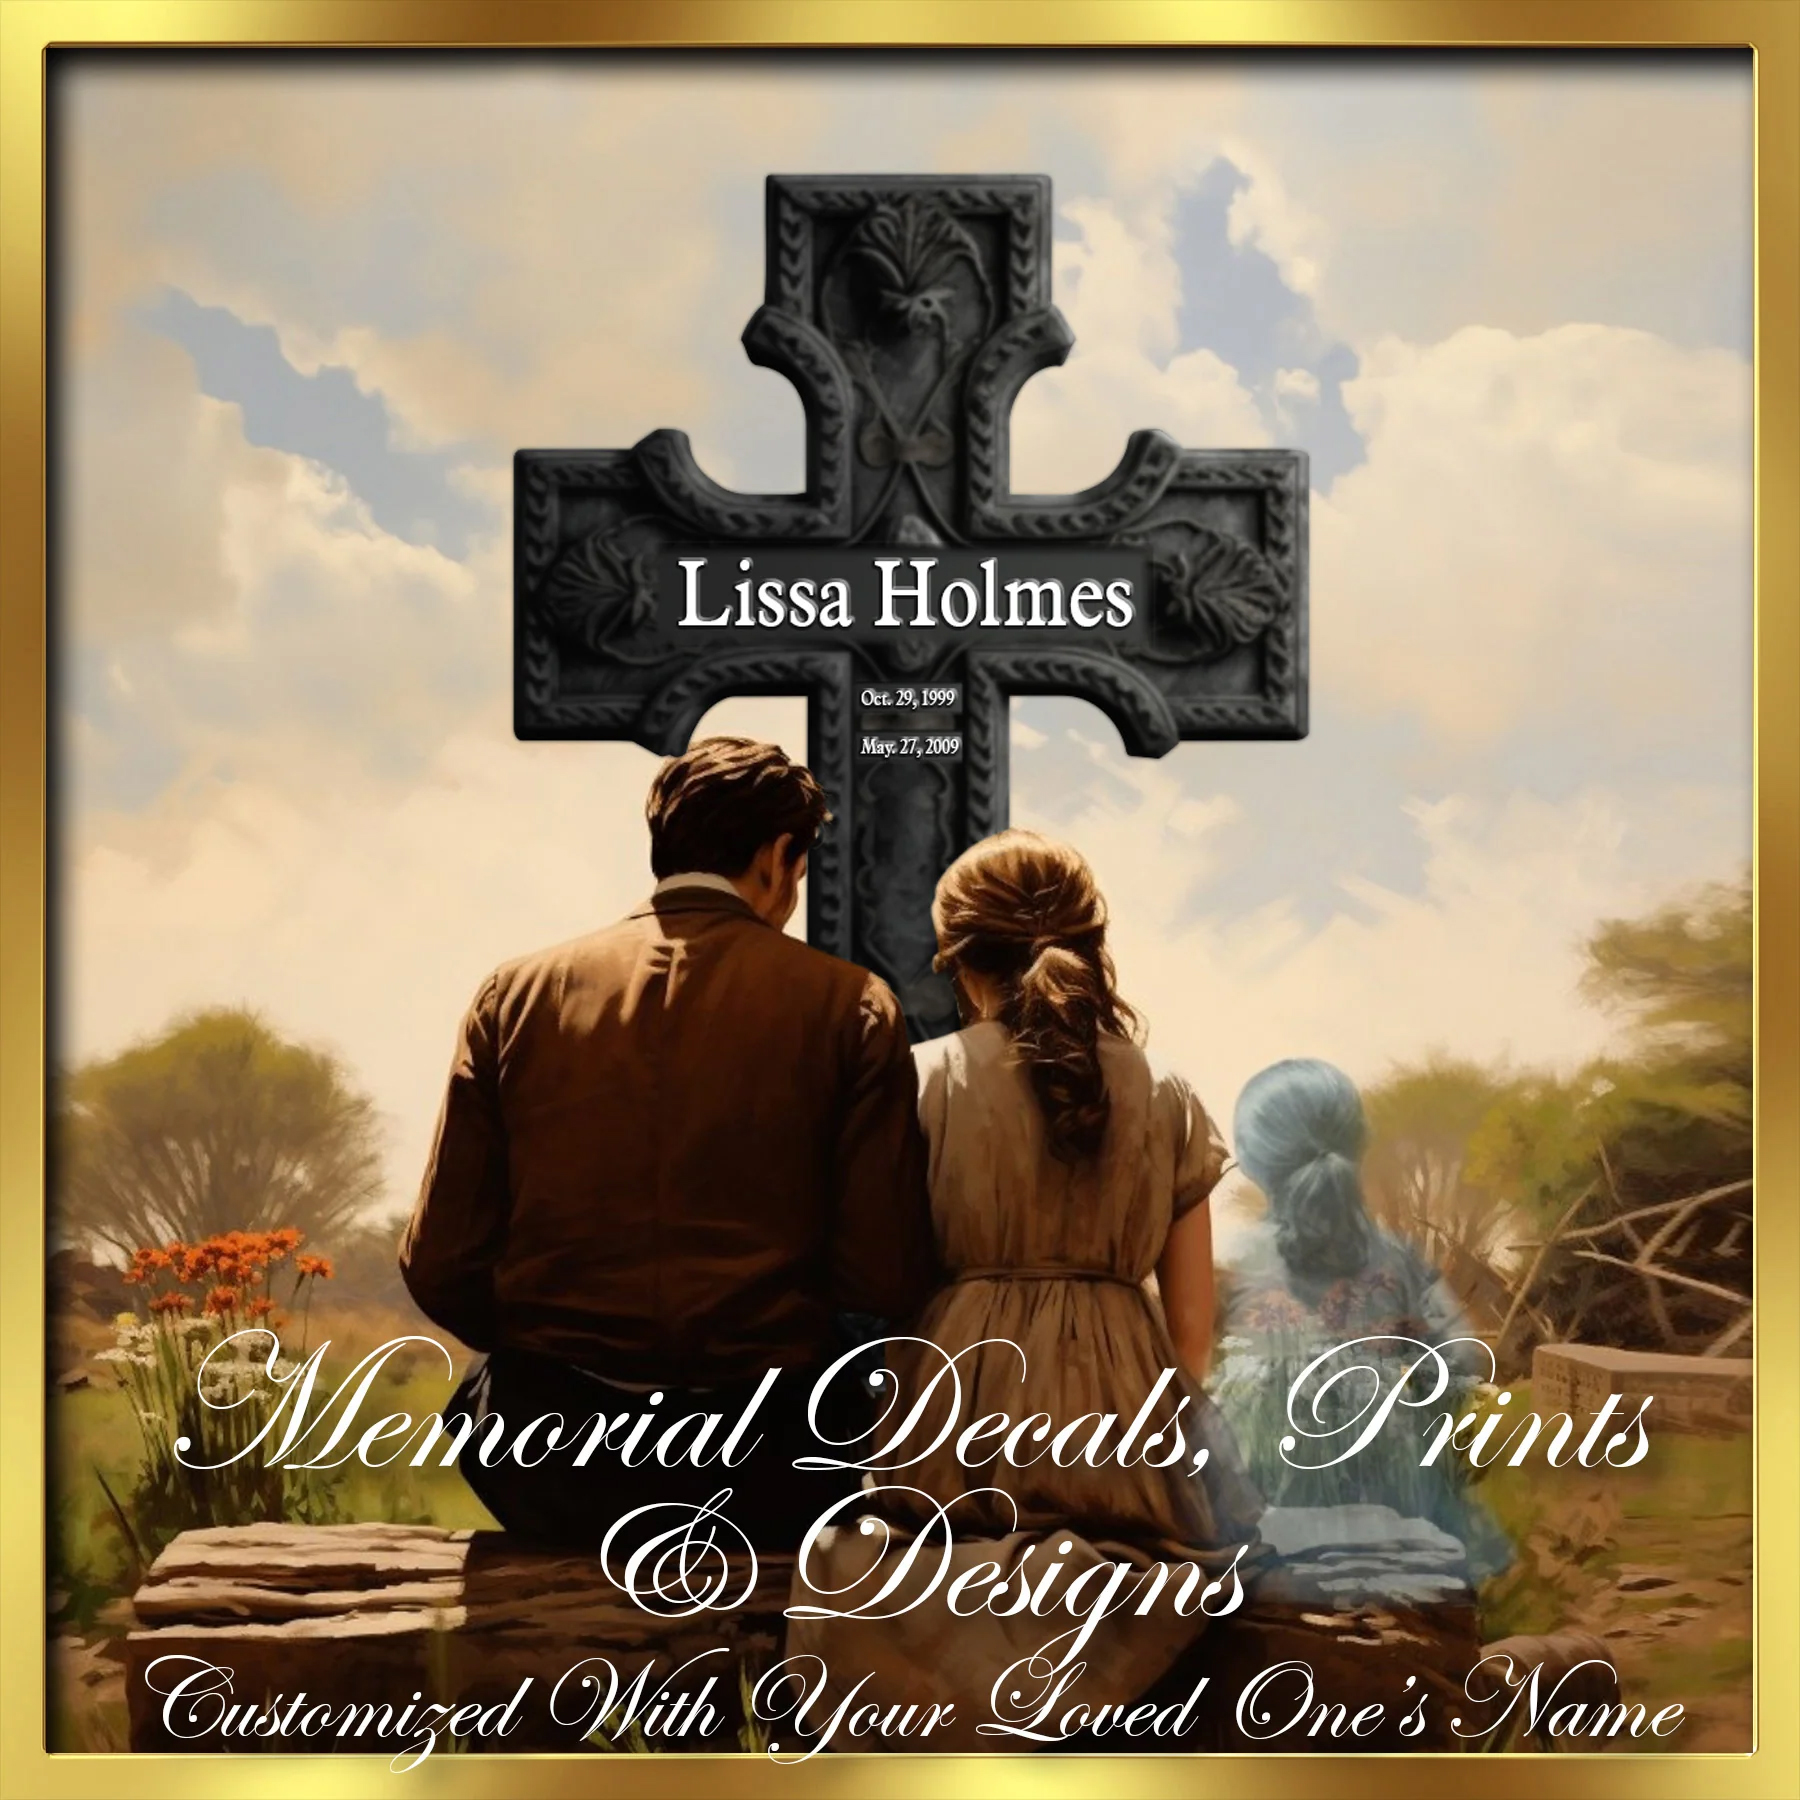 Lissa Holmes
Oct. 29, 1999
May. 27, 2009
Memorial Decals, Prints
& Designs
Customized With Your Loved One's Name